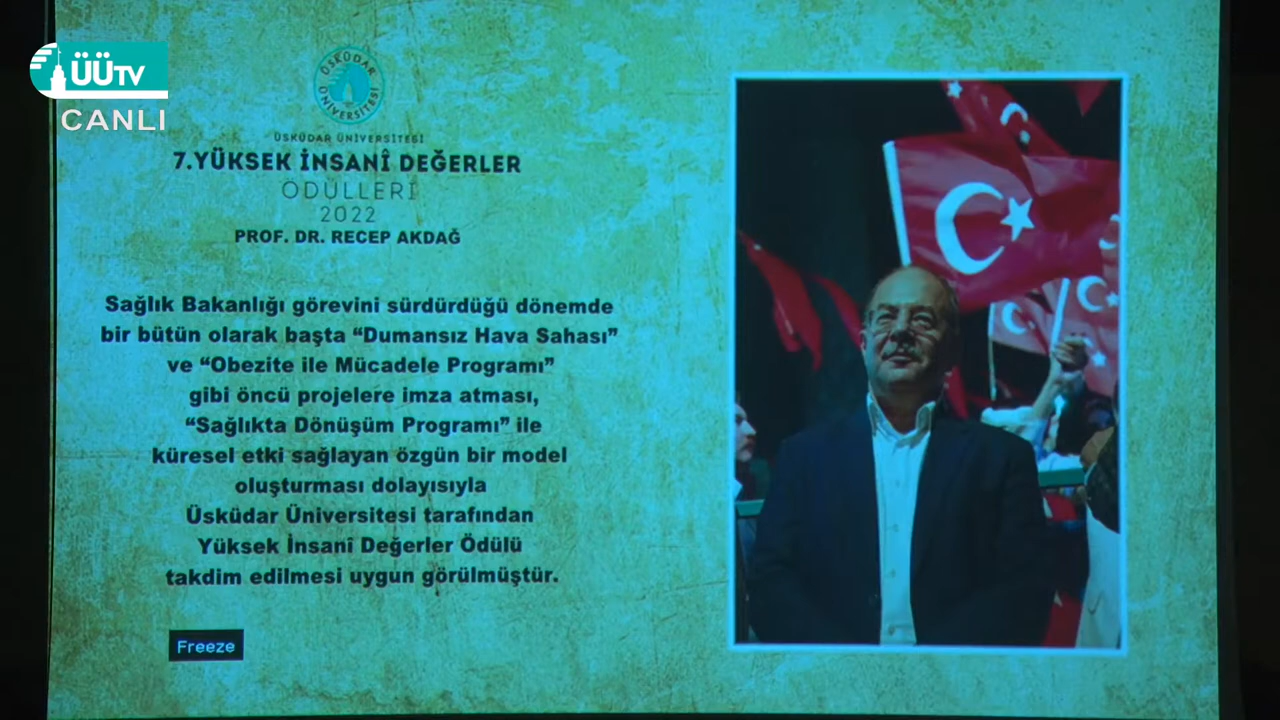 ÜÜTV
CANLI
ÜSKÜDAR ÜNİVERSİTESİ
ÜSKÜDAR ÜNİVERSİTESİ
7.YÜKSEK İNSANÎ DEĞERLER
ÖDÜLLERİ
2022
PROF. DR. RECEP AKDAĞ
Sağlık Bakanlığı görevini sürdürdüğü dönemde
bir bütün olarak başta “Dumansız Hava Sahası”
ve “Obezite ile Mücadele Programı”
gibi öncü projelere imza atması,
“Sağlıkta Dönüşüm Programı” ile
küresel etki sağlayan özgün bir model
oluşturması dolayısıyla
Üsküdar Üniversitesi tarafından
Yüksek İnsanî Değerler Ödülü
takdim edilmesi uygun görülmüştür.
Freeze